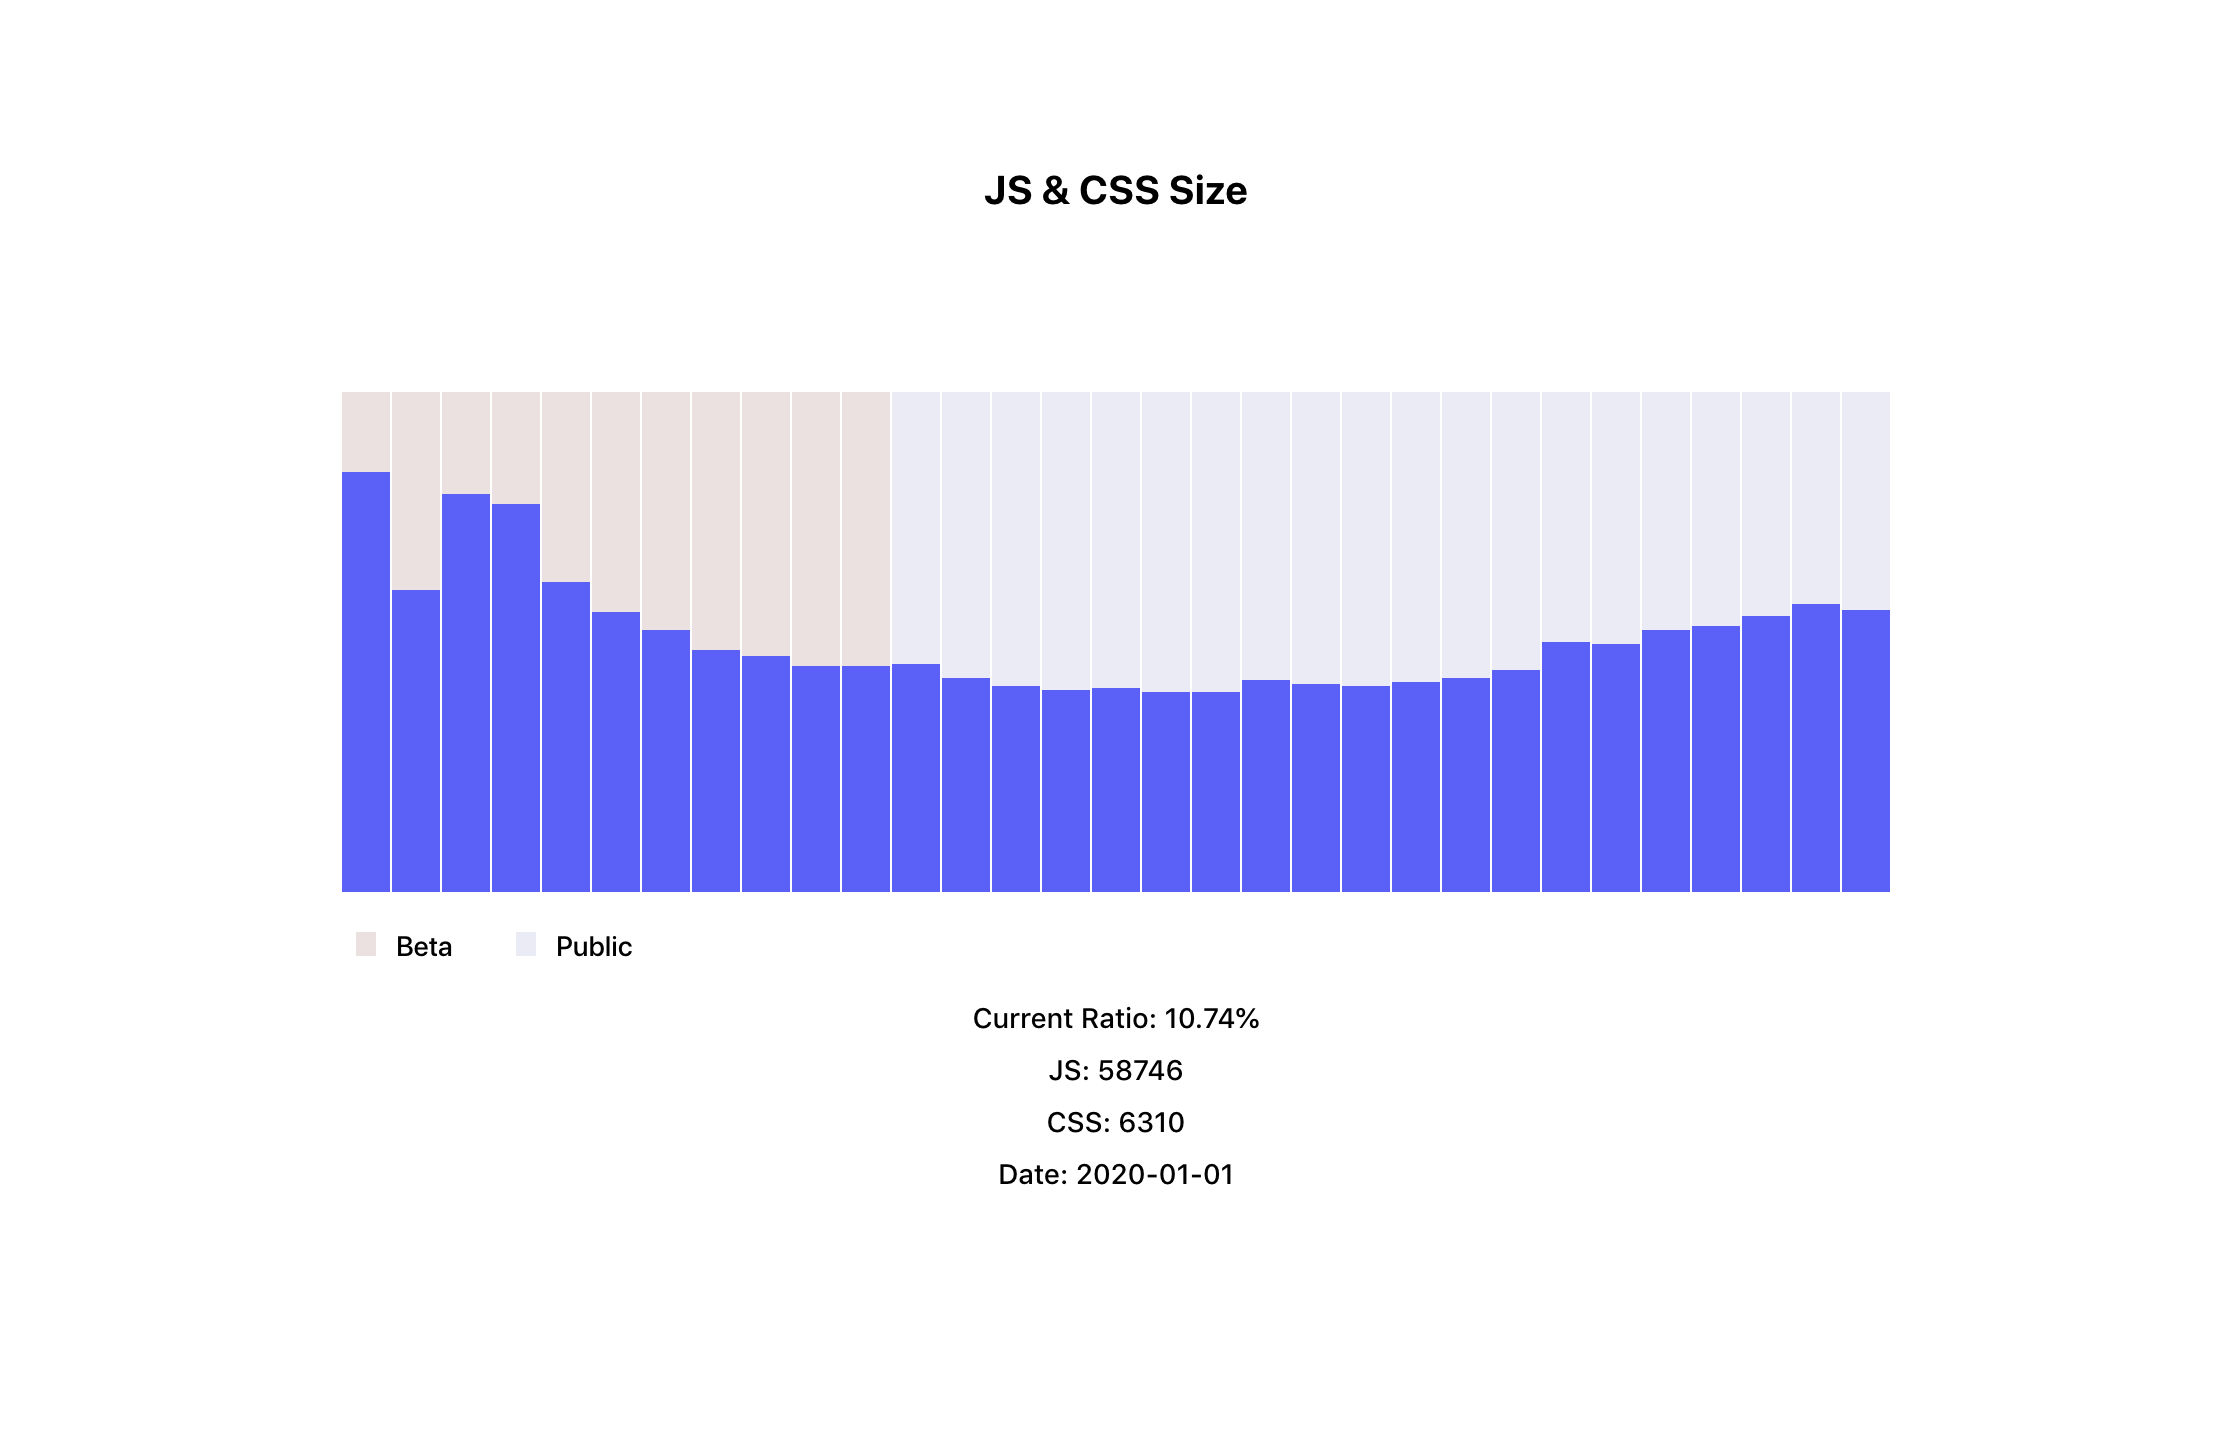 JS & CSS Size
Beta
Public
Current Ratio: 10.74%
JS: 58746
CSS: 6310
Date: 2020-01-01